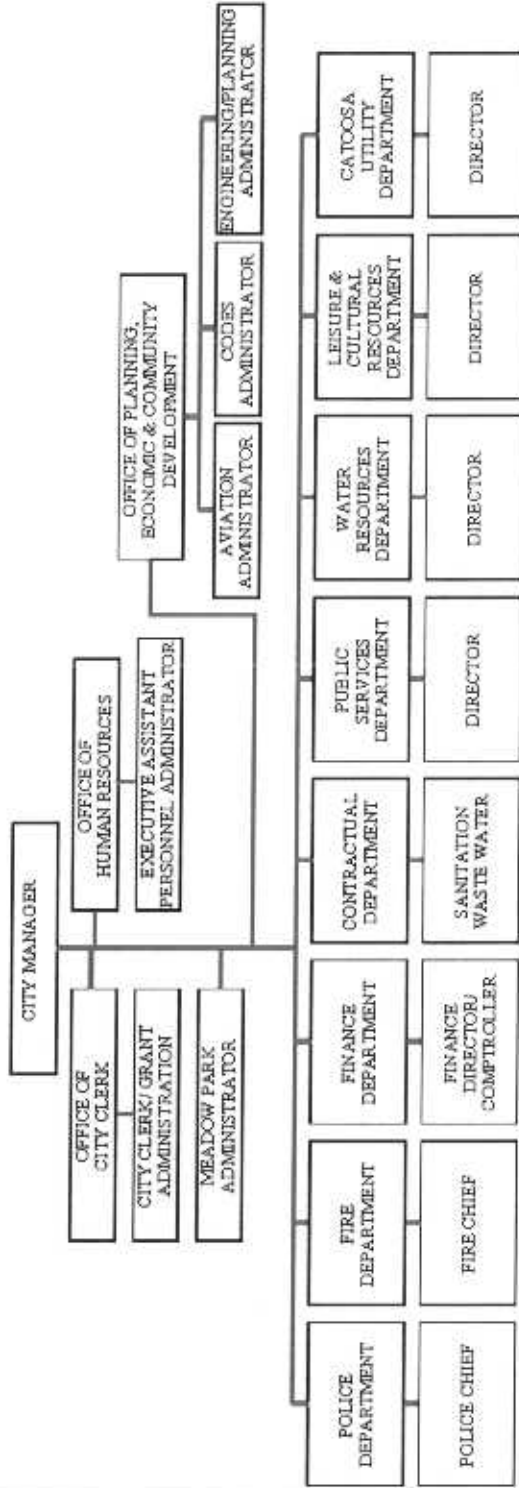 CITY MANAGER
OFFICE OF
CITY CLERK
CITY CLERK/ GRANT
ADMINISTRATION
MEADOW PARK
ADMINISTRATOR
OFFICE OF
HUMAN RESOURCES
EXECUTIVE ASSISTANT
PERSONNEL ADMINISTRATOR
OFFICE OF PLANNING,
ECONOMIC & COMMUNITY
DEVELOPMENT
AVIATION
ADMINISTRATOR
CODES
ADMINISTRATOR
ENGINEERING/PLANNING
ADMINISTRATOR
POLICE
DEPARTMENT
POLICE CHIEF
FIRE
DEPARTMENT
FIRE CHIEF
FINANCE
DEPARTMENT
FINANCE
DIRECTOR/
COMPTROLLER
CONTRACTUAL
DEPARTMENT
SANITATION
WASTE WATER
PUBLIC
SERVICES
DEPARTMENT
DIRECTOR
WATER
RESOURCES
DEPARTMENT
DIRECTOR
LEISURE &
CULTURAL
RESOURCES
DEPARTMENT
DIRECTOR
CATOOSA
UTILITY
DEPARTMENT
DIRECTOR